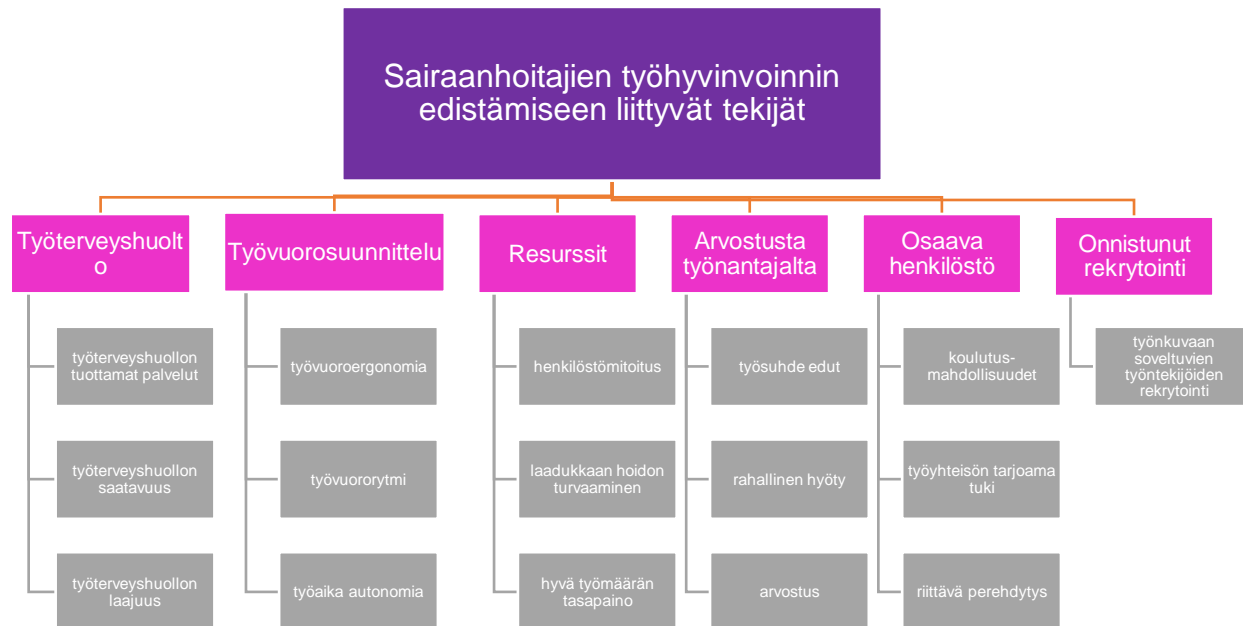 Sairaanhoitajien työhyvinvoinnin
edistämiseen liittyvät tekijät
Työterveyshuolt
o
työterveyshuollon
tuottamat palvelut
työterveyshuollon
saatavuus
työterveyshuollon
laajuus
Työvuorosuunnittelu
työvuoroergonomia
työvuororytmi
työaika autonomia
Resurssit
henkilöstömitoitus
laadukkaan hoidon
turvaaminen
hyvä työmäärän
tasapaino
Arvostusta
työnantajalta
työsuhde edut
rahallinen hyöty
arvostus
Osaava
henkilöstö
koulutus-
mahdollisuudet
työyhteisön tarjoama
tuki
riittävä perehdytys
Onnistunut
rekrytointi
työnkuvaan
soveltuvien
työntekijöiden
rekrytointi